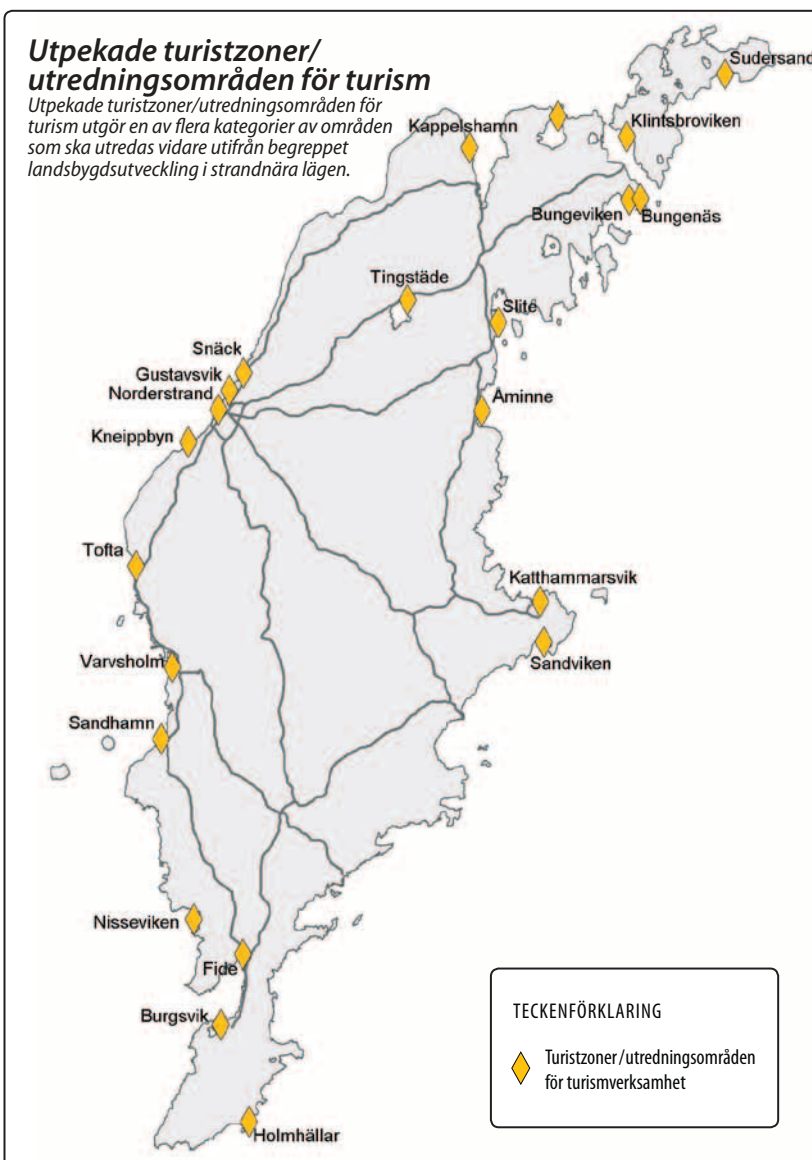 Utpekade turistzoner/
utredningsområden för turism
Utpekade turistzoner/utredningsområden för
turism utgör en av flera kategorier av områden
som ska utredas vidare utifrån begreppet
landsbygdsutveckling i strandnära lägen.
Sudersand
Kappelshamn
Klintsbroviken
Bungeviken
Bungenäs
Tingstäde
Slite
Snäck
Gustavsvik
Norderstrand
Åminne
Kneippbyn
Tofta
Katthammarsvik
Sandviken
Varvsholm
Sandhamn
Nisseviken
Fide
Burgsvik
Holmhällar
TECKENFÖRKLARING
Turistzoner/utredningsområden
för turismverksamhet